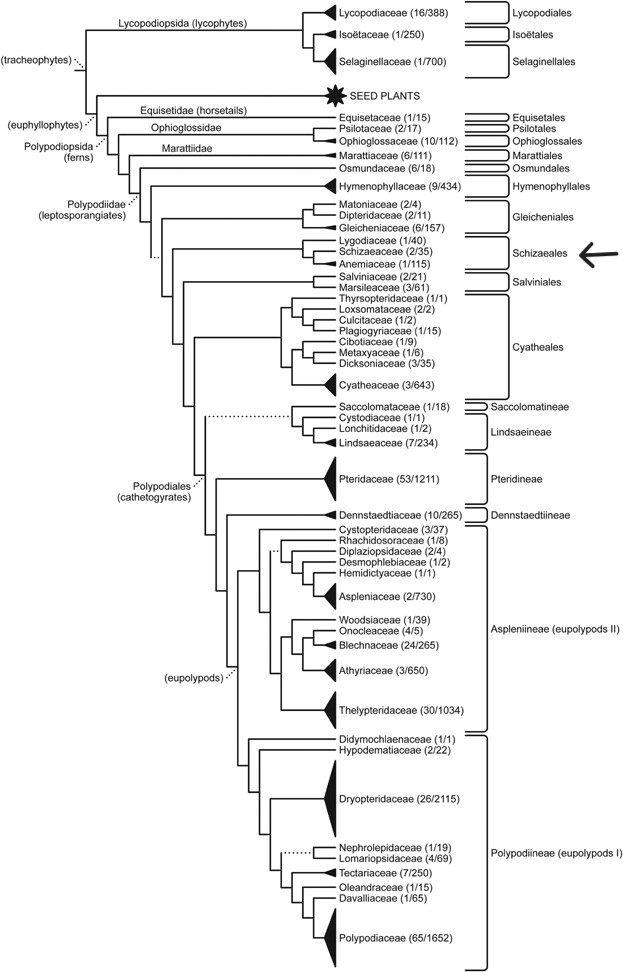 Lycopodiopsida (lycophytes)
Lycopodiaceae (16/388)
Lycopodiales
Isoëtaceae (1/250)
Isoëtales
(tracheophytes)
Selaginellaceae (1/700)
Selaginellales
SEED PLANTS
(euphyllophytes)
Equisetidae (horsetails)
Equisetaceae (1/15)
Equisetales
Ophioglossidae
Psilotaceae (2/17)
Psilotales
Polypodiopsida
(ferns)
Ophioglossaceae (10/112)
Ophioglossales
Marattiidae
Marattiaceae (6/111)
Marattiales
Osmundaceae (6/18)
Osmundales
Hymenophyllaceae (9/434)
Hymenophyllales
Polypodiidae
(leptosporangiates)
Matoniaceae (2/4)
Dipteridaceae (2/11)
Gleicheniaceae (6/157)
Gleicheniales
Lygodiaceae (1/40)
Schizaeaceae (2/35)
Anemiaceae (1/115)
Schizaeales
Salviniaceae (2/21)
Marsileaceae (3/61)
Salviniales
Thyrsopteridaceae (1/1)
Loxsomataceae (2/2)
Culcitaceae (1/2)
Plagiogyriaceae (1/15)
Cibotiaceae (1/9)
Metaxyaceae (1/6)
Dicksoniaceae (3/35)
Cyatheaceae (3/643)
Cyatheales
Saccolomataceae (1/18)
Saccolomatineae
Cystodiaceae (1/1)
Lonchitidaceae (1/2)
Lindsaeaceae (7/234)
Lindsaeineae
Polypodiales
(cathetogyrates)
Pteridaceae (53/1211)
Pteridineae
Dennstaedtiaceae (10/265)
Dennstaedtiineae
Cystopteridaceae (3/37)
Rhachidosoraceae (1/8)
Diplaziopsidaceae (2/4)
Desmophlebiaceae (1/2)
Hemidictyaceae (1/1)
Aspleniaceae (2/730)
Woodsiaceae (1/39)
Onocleaceae (4/5)
Blechnaceae (24/265)
Athyriaceae (3/650)
Thelypteridaceae (30/1034)
Aspleniineae (eupolypods II)
(eupolypods)
Didymochlaenaceae (1/1)
Hypodematiaceae (2/22)
Dryopteridaceae (26/2115)
Nephrolepidaceae (1/19)
Lomariopsidaceae (4/69)
Tectariaceae (7/250)
Oleandraceae (1/15)
Davalliaceae (1/65)
Polypodiaceae (65/1652)
Polypodiineae (eupolypods I)